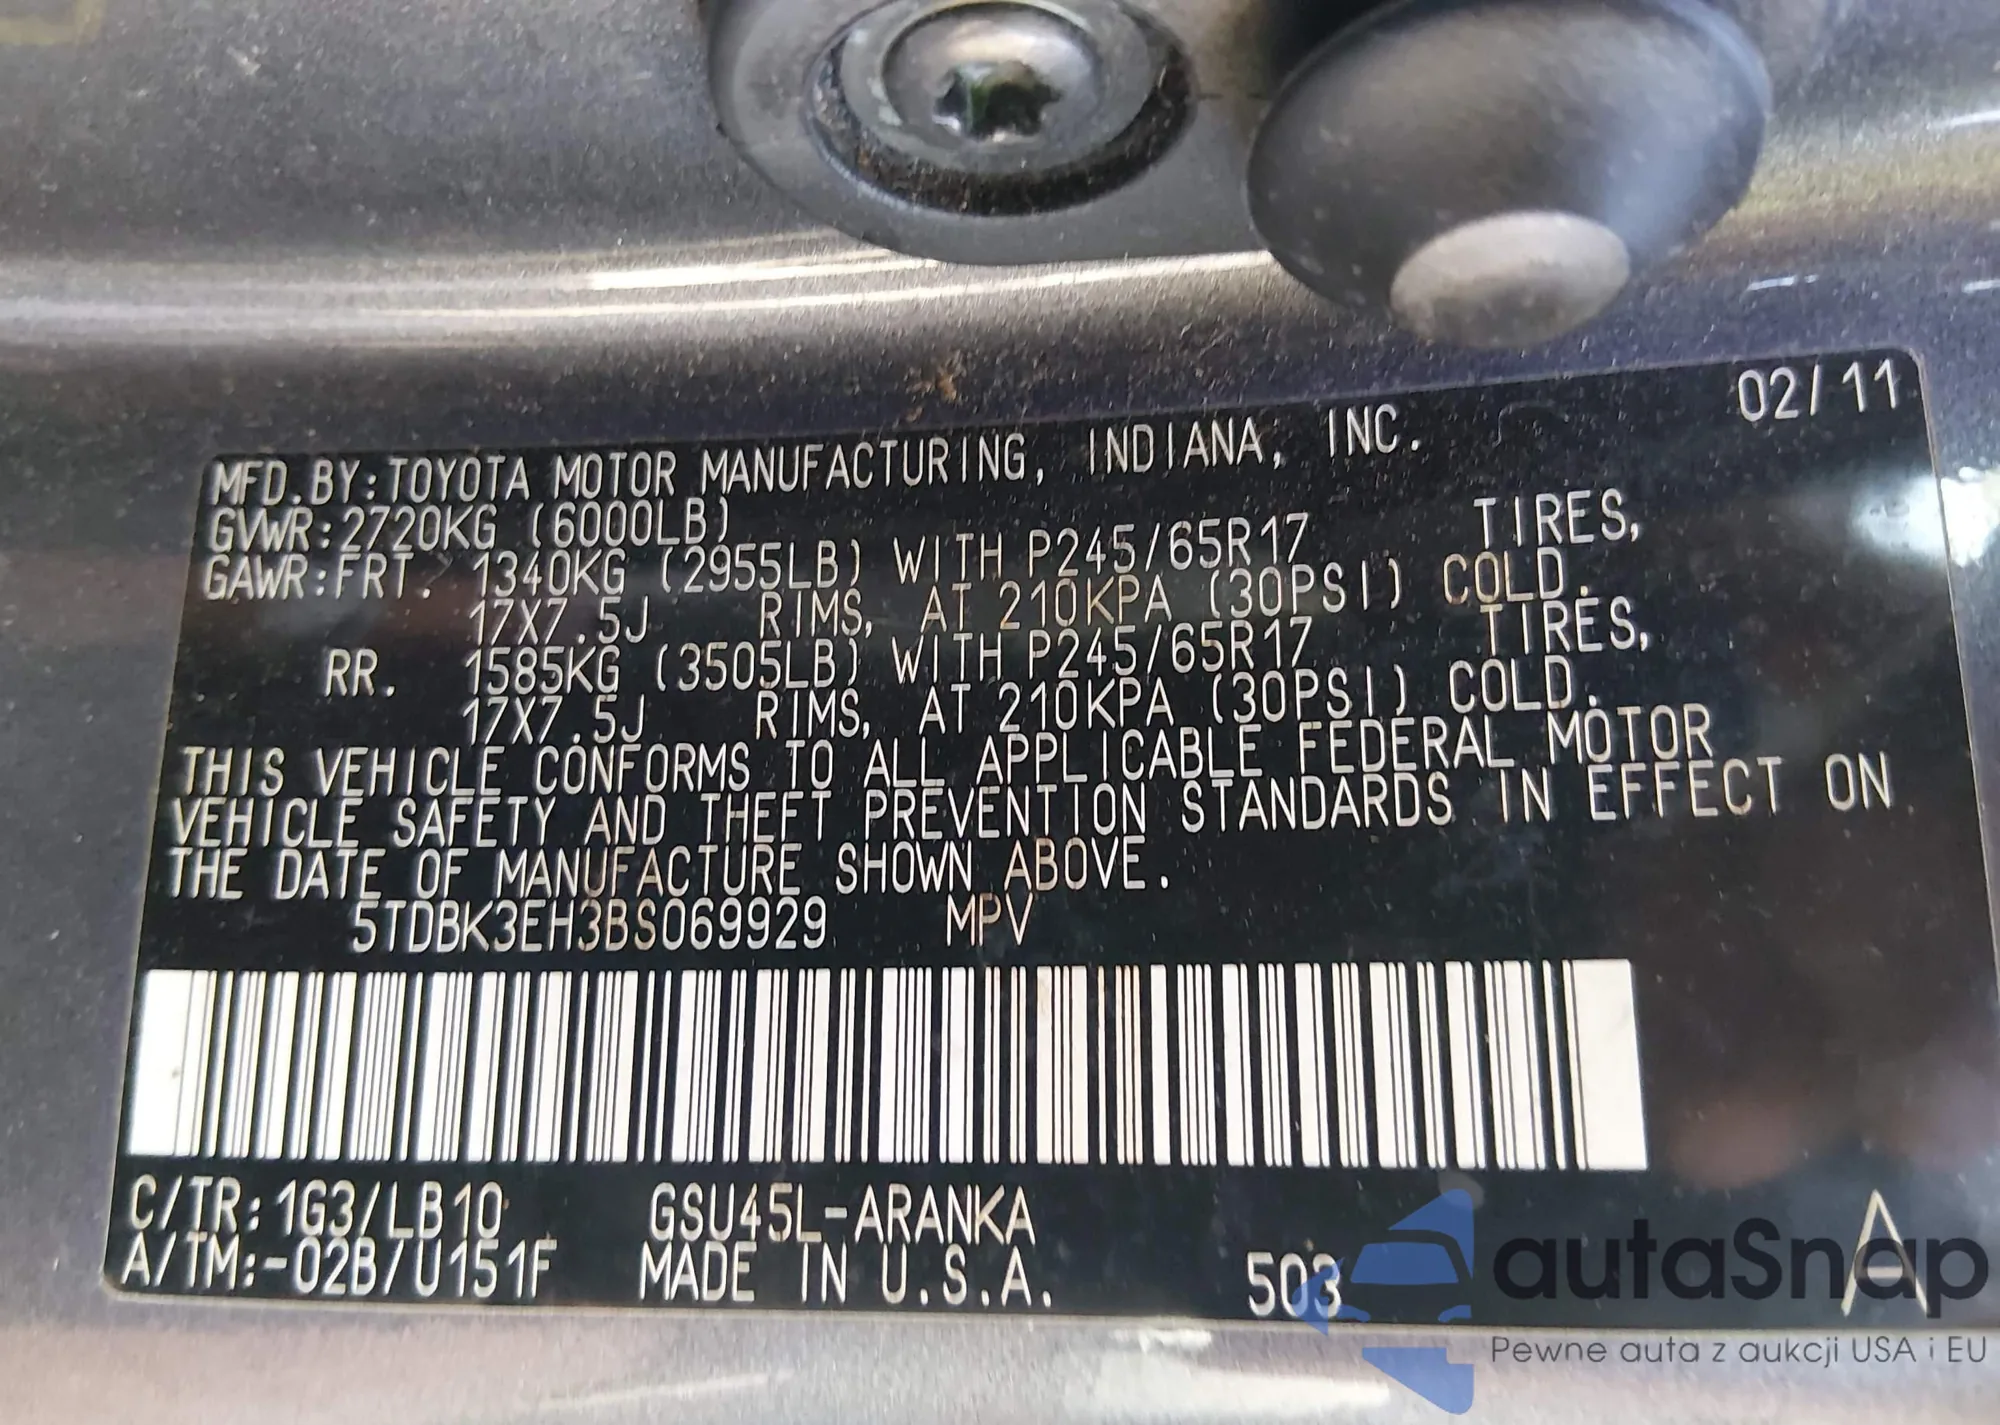 02/11
MFD.BY:TOYOTA MOTOR MANUFACTURING, INDIANA, INC.
GVWR:2720KG (6000LB)
GAWR:FRT. 1340KG (2955LB) WITH P245/65R17 TIRES,
17X7.5J RIMS, AT 210KPA (30PSI) COLD.
RR. 1585KG (3505LB) WITH P245/65R17 TIRES,
17X7.5J RIMS, AT 210KPA (30PSI) COLD.
THIS VEHICLE CONFORMS TO ALL APPLICABLE FEDERAL MOTOR
VEHICLE SAFETY AND THEFT PREVENTION STANDARDS IN EFFECT ON
THE DATE OF MANUFACTURE SHOWN ABOVE.
5TDBK3EH3BS069929 MPV
C/TR:1G3/LB10 GSU45L-ARANKA
A/TM:-02B/U151F MADE IN U.S.A. 503 A
autaSnap
Pewne auta z aukcji USA i EU